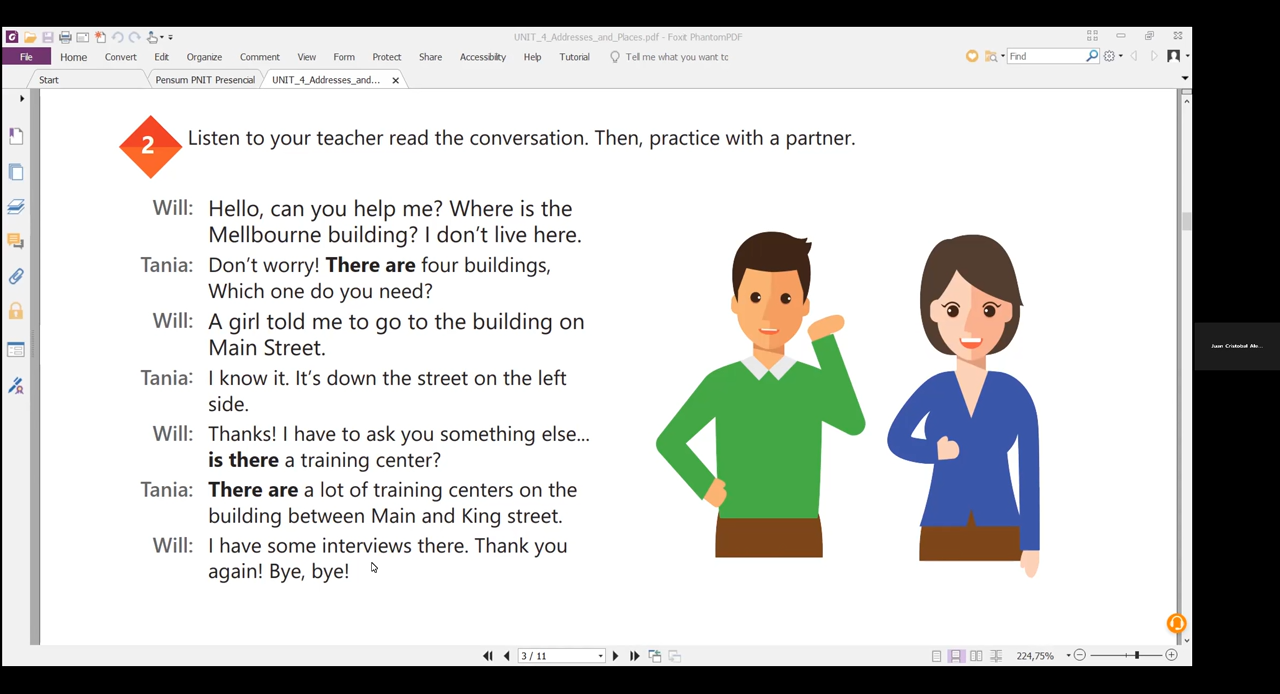 UNIT_4_Addresses_and_Places.pdf - Foxit PhantomPDF
File Home Convert Edit Organize Comment View Form Protect Share Accessibility Help Tutorial Tell me what you want to Find
Start Pensum PNIT Presencial UNIT_4_Addresses_and...
2 Listen to your teacher read the conversation. Then, practice with a partner.
Will: Hello, can you help me? Where is the
Mellbourne building? I don't live here.
Tania: Don't worry! There are four buildings,
Which one do you need?
Will: A girl told me to go to the building on
Main Street.
Tania: I know it. It's down the street on the left
side.
Will: Thanks! I have to ask you something else...
is there a training center?
Tania: There are a lot of training centers on the
building between Main and King street.
Will: I have some interviews there. Thank you
again! Bye, bye!
Juan Cristobal Ale...
3 / 11 224,75%